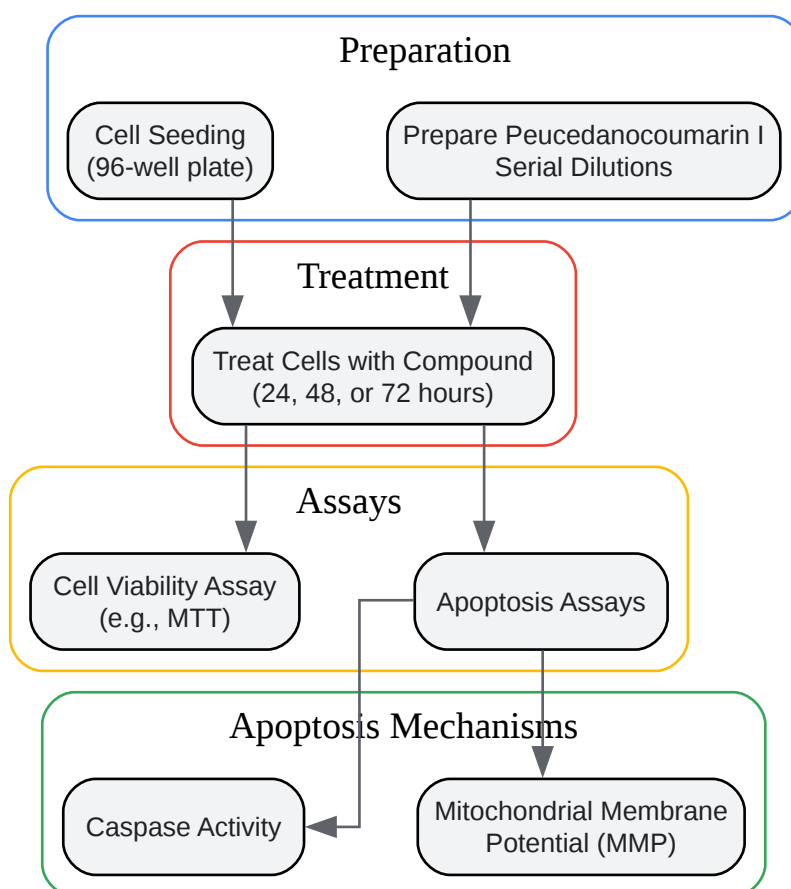 Preparation
Cell Seeding
(96-well plate)
Prepare Peucedanocoumarin I
Serial Dilutions
Treatment
Treat Cells with Compound
(24, 48, or 72 hours)
Assays
Cell Viability Assay
(e.g., MTT)
Apoptosis Assays
Apoptosis Mechanisms
Caspase Activity
Mitochondrial Membrane
Potential (MMP)